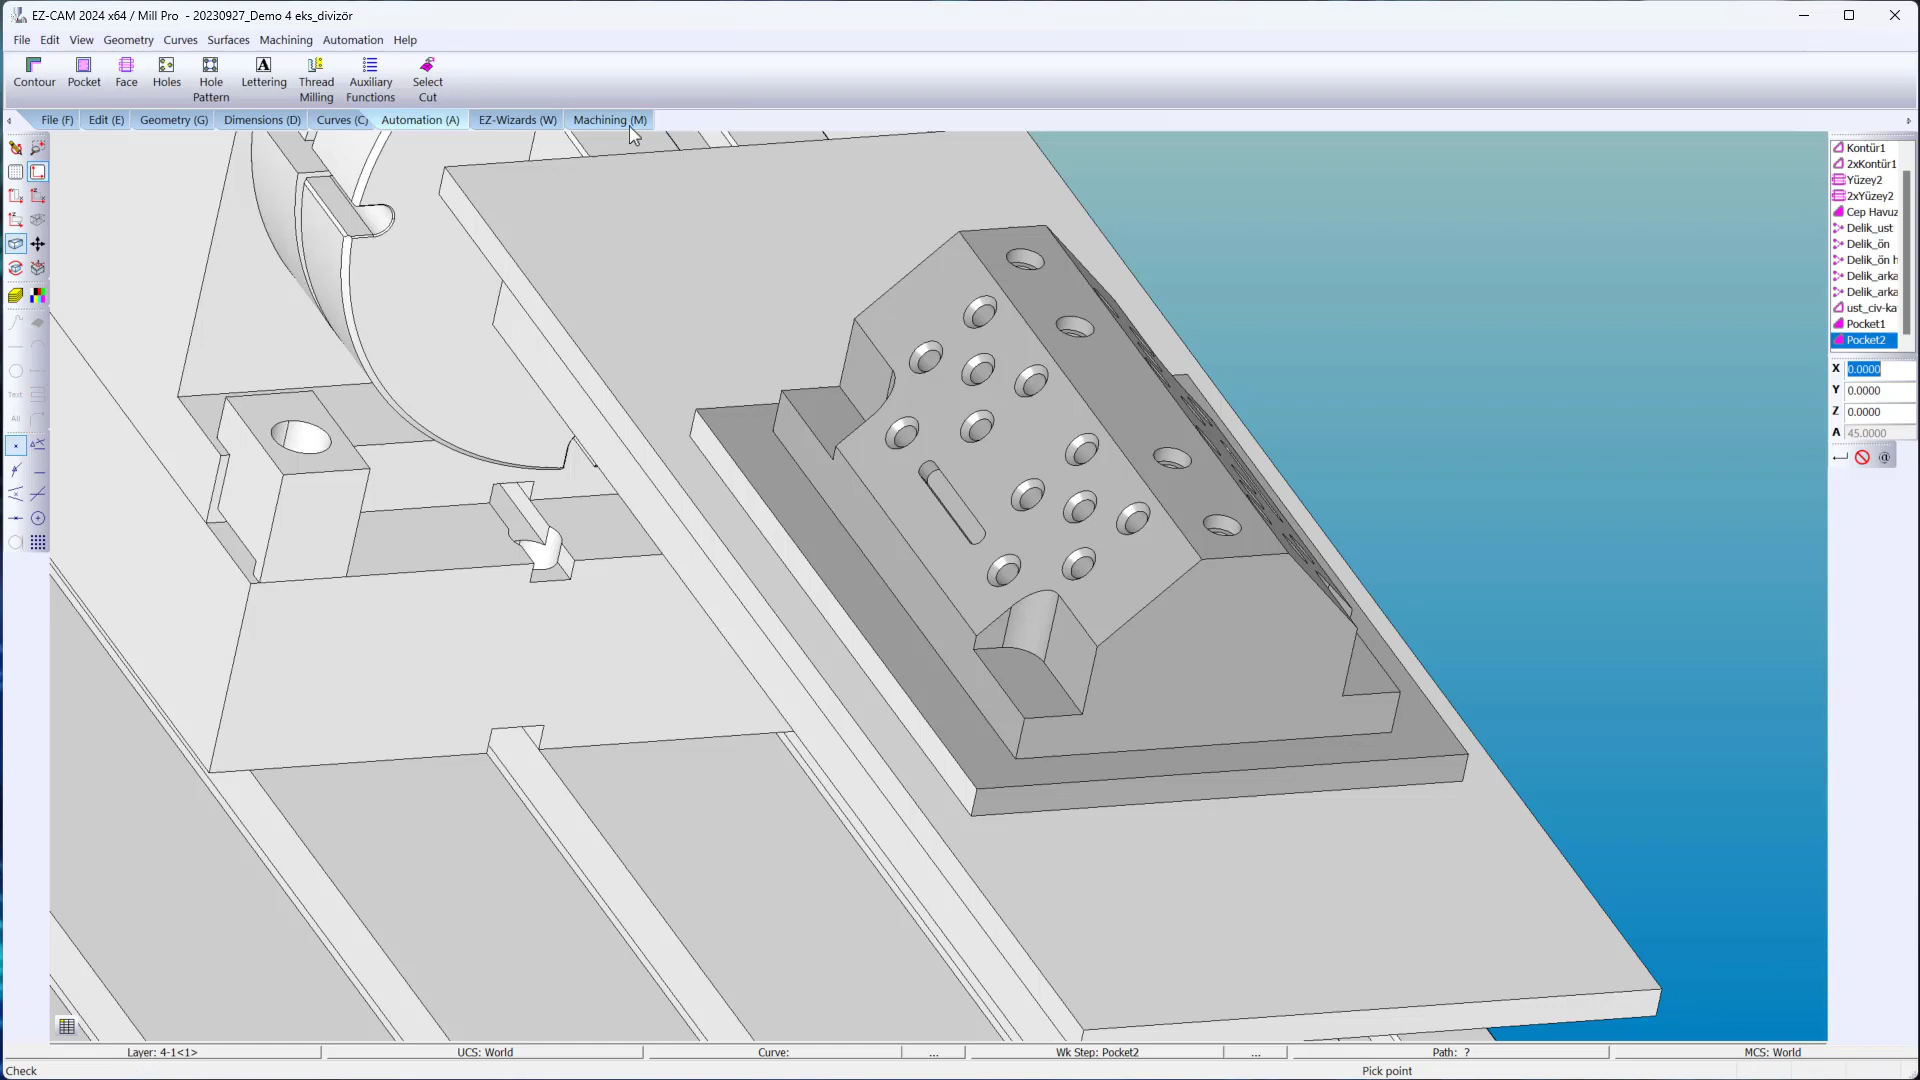 EZ-CAM 2024 x64 / Mill Pro - 20230927_Demo 4 eks_divizör
File Edit View Geometry Curves Surfaces Machining Automation Help
Contour Pocket Face Holes Hole Pattern Lettering Thread Milling Auxiliary Functions Select Cut
File (F) Edit (E) Geometry (G) Dimensions (D) Curves (C) Automation (A) EZ-Wizards (W) Machining (M)
Kontür1
2xKontür1
Yüzey2
2xYüzey2
Cep Havuz
Delik_ust
Delik_ön
Delik_ön h
Delik_arka
Delik_arka
ust_civ-ka
Pocket1
Pocket2
X 0.0000
Y 0.0000
Z 0.0000
A 45.0000
@
Text
All
Layer: 4-1<1> UCS: World Curve: ... Wk Step: Pocket2 ... Path: ? MCS: World
Check Pick point